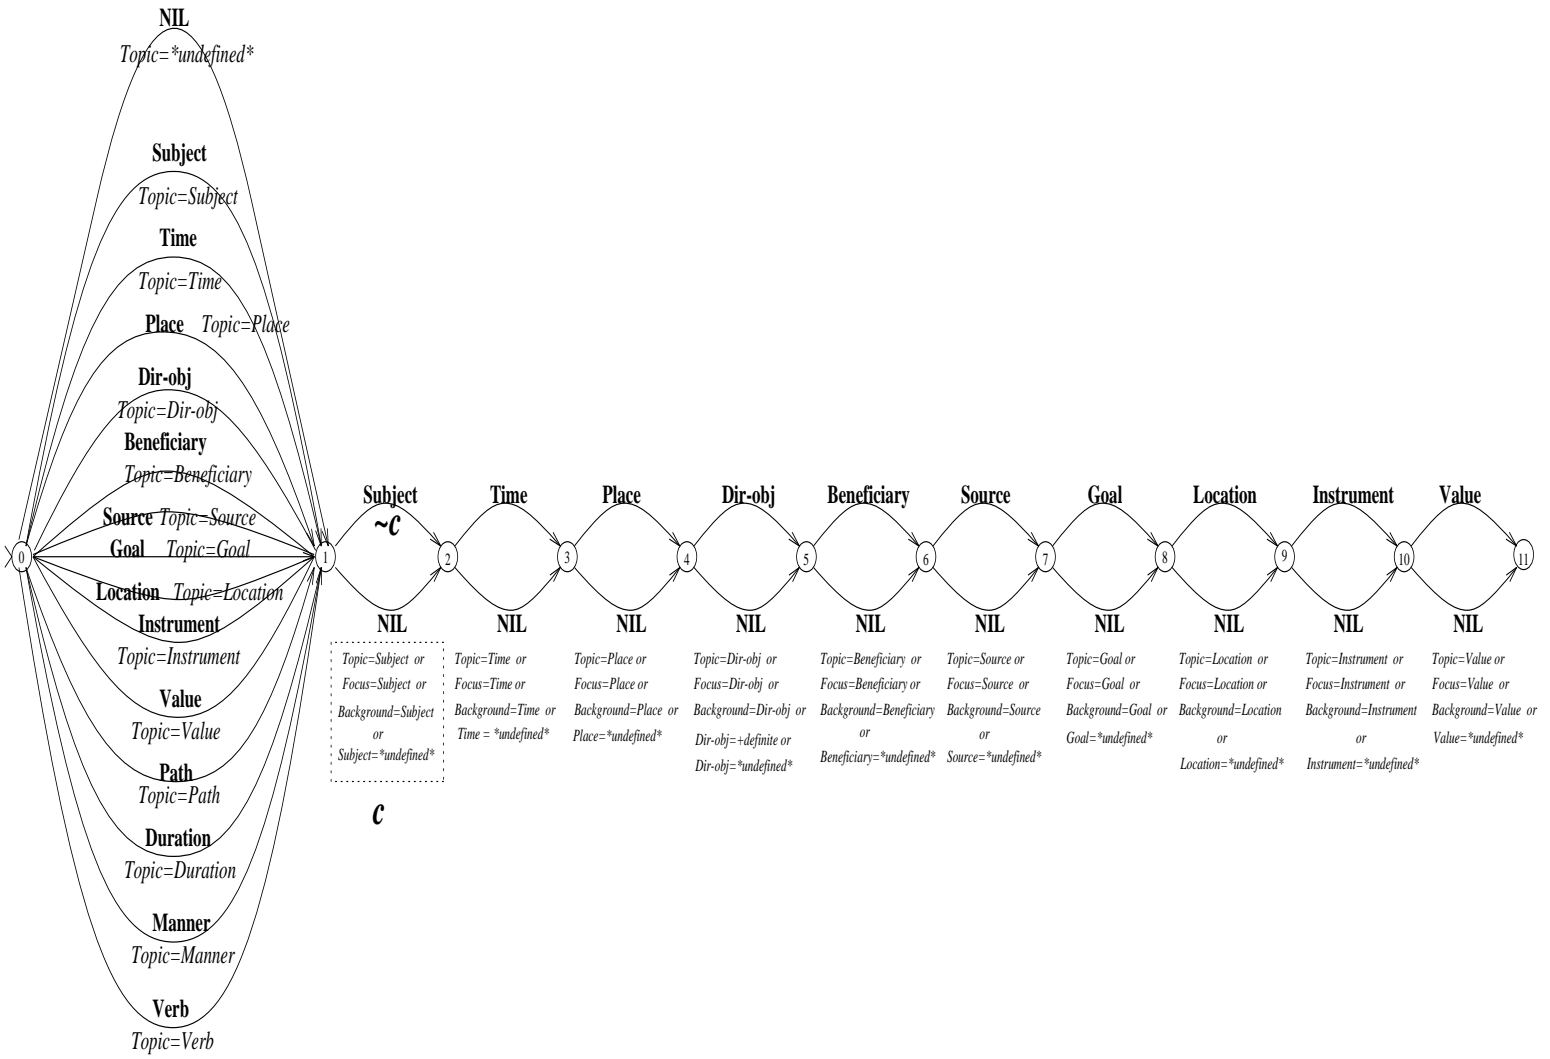 NIL
Topic=*undefined*
Subject
Topic=Subject
Time
Topic=Time
Place Topic=Place
Dir-obj
Topic=Dir-obj
Beneficiary
Topic=Beneficiary
Source Topic=Source
Goal Topic=Goal
Location Topic=Location
Instrument
Topic=Instrument
Value
Topic=Value
Path
Topic=Path
Duration
Topic=Duration
Manner
Topic=Manner
Verb
Topic=Verb
Subject Time Place Dir-obj Beneficiary Source Goal Location Instrument Value
~c
0 1 2 3 4 5 6 7 8 9 10 11
NIL NIL NIL NIL NIL NIL NIL NIL NIL NIL
Topic=Subject or
Focus=Subject or
Background=Subject
or
Subject=*undefined*
c
Topic=Time or
Focus=Time or
Background=Time or
Time = *undefined*
Topic=Place or
Focus=Place or
Background=Place or
Place=*undefined*
Topic=Dir-obj or
Focus=Dir-obj or
Background=Dir-obj or
Dir-obj=+definite or
Dir-obj=*undefined*
Topic=Beneficiary or
Focus=Beneficiary or
Background=Beneficiary
or
Beneficiary=*undefined*
Topic=Source or
Focus=Source or
Background=Source
or
Source=*undefined*
Topic=Goal or
Focus=Goal or
Background=Goal or
Goal=*undefined*
Topic=Location or
Focus=Location or
Background=Location
or
Location=*undefined*
Topic=Instrument or
Focus=Instrument or
Background=Instrument
or
Instrument=*undefined*
Topic=Value or
Focus=Value or
Background=Value or
Value=*undefined*